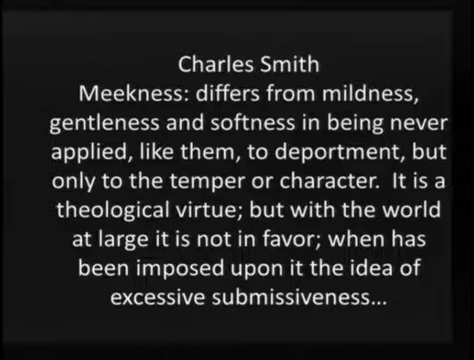 Charles Smith
Meekness: differs from mildness,
gentleness and softness in being never
applied, like them, to deportment, but
only to the temper or character.  It is a
theological virtue; but with the world
at large it is not in favor; when has
been imposed upon it the idea of
excessive submissiveness...